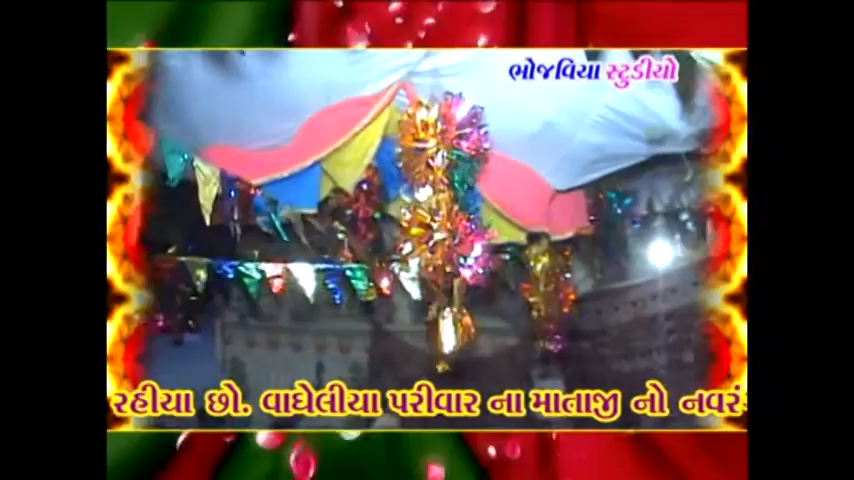 ભોજવિયા સ્ટુડીયો
રહીયા છો. વાઘેલીયા પરીવાર ના માતાજી નો નવરં